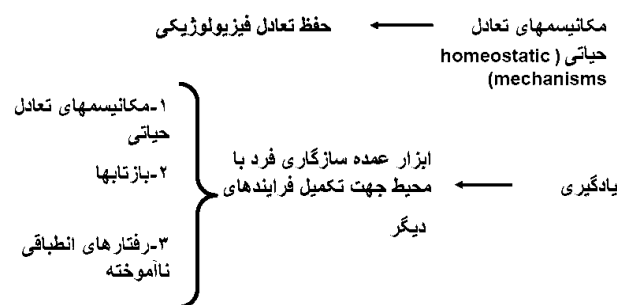 مکانیسمهای تعادل
حیاتی ( homeostatic
(mechanisms
حفظ تعادل فیزیولوژیکی
یادگیری
ابزار عمده سازگاری فرد با
محیط جهت تکمیل فرایندهای
دیگر
۱-مکانیسمهای تعادل
حیاتی
۲-بازتابها
۳-رفتارهای انطباقی
ناآموخته